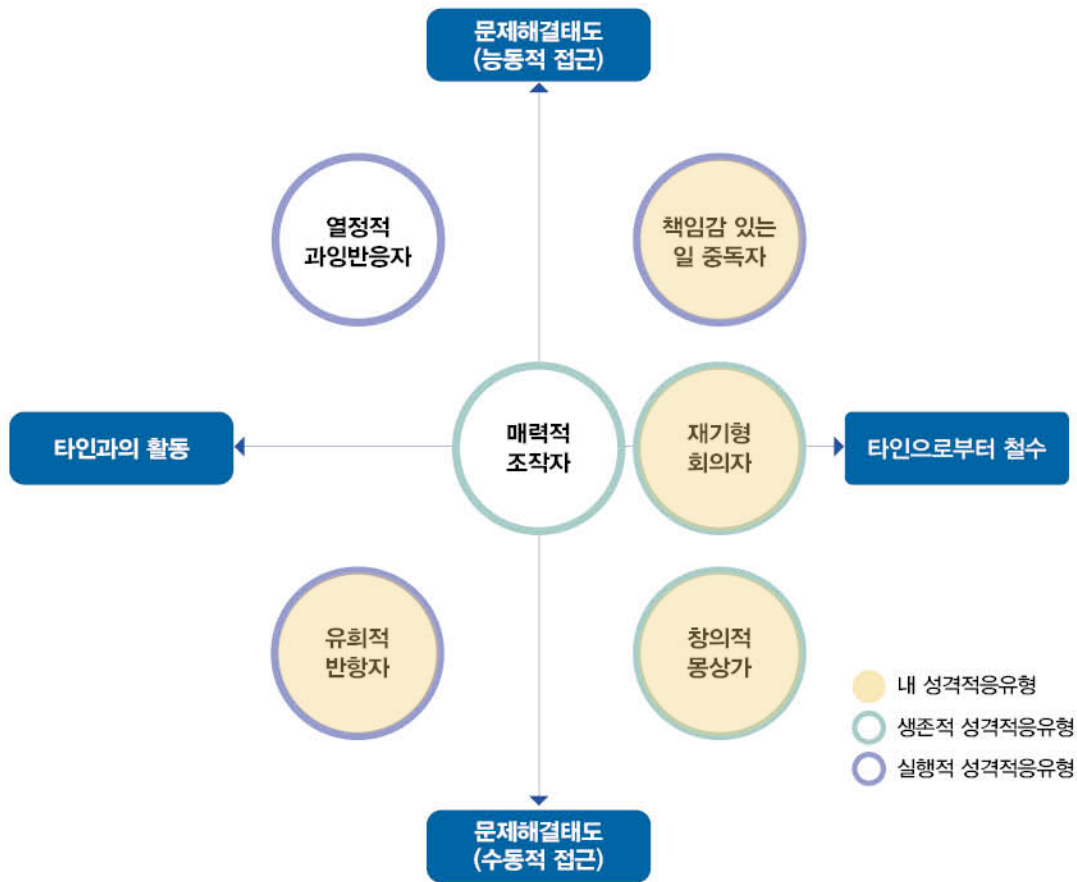 문제해결태도
(능동적 접근)
열정적
과잉반응자
책임감 있는
일 중독자
타인과의 활동
매력적
조작자
재기형
회의자
타인으로부터 철수
유희적
반항자
창의적
몽상가
내 성격적응유형
생존적 성격적응유형
실행적 성격적응유형
문제해결태도
(수동적 접근)